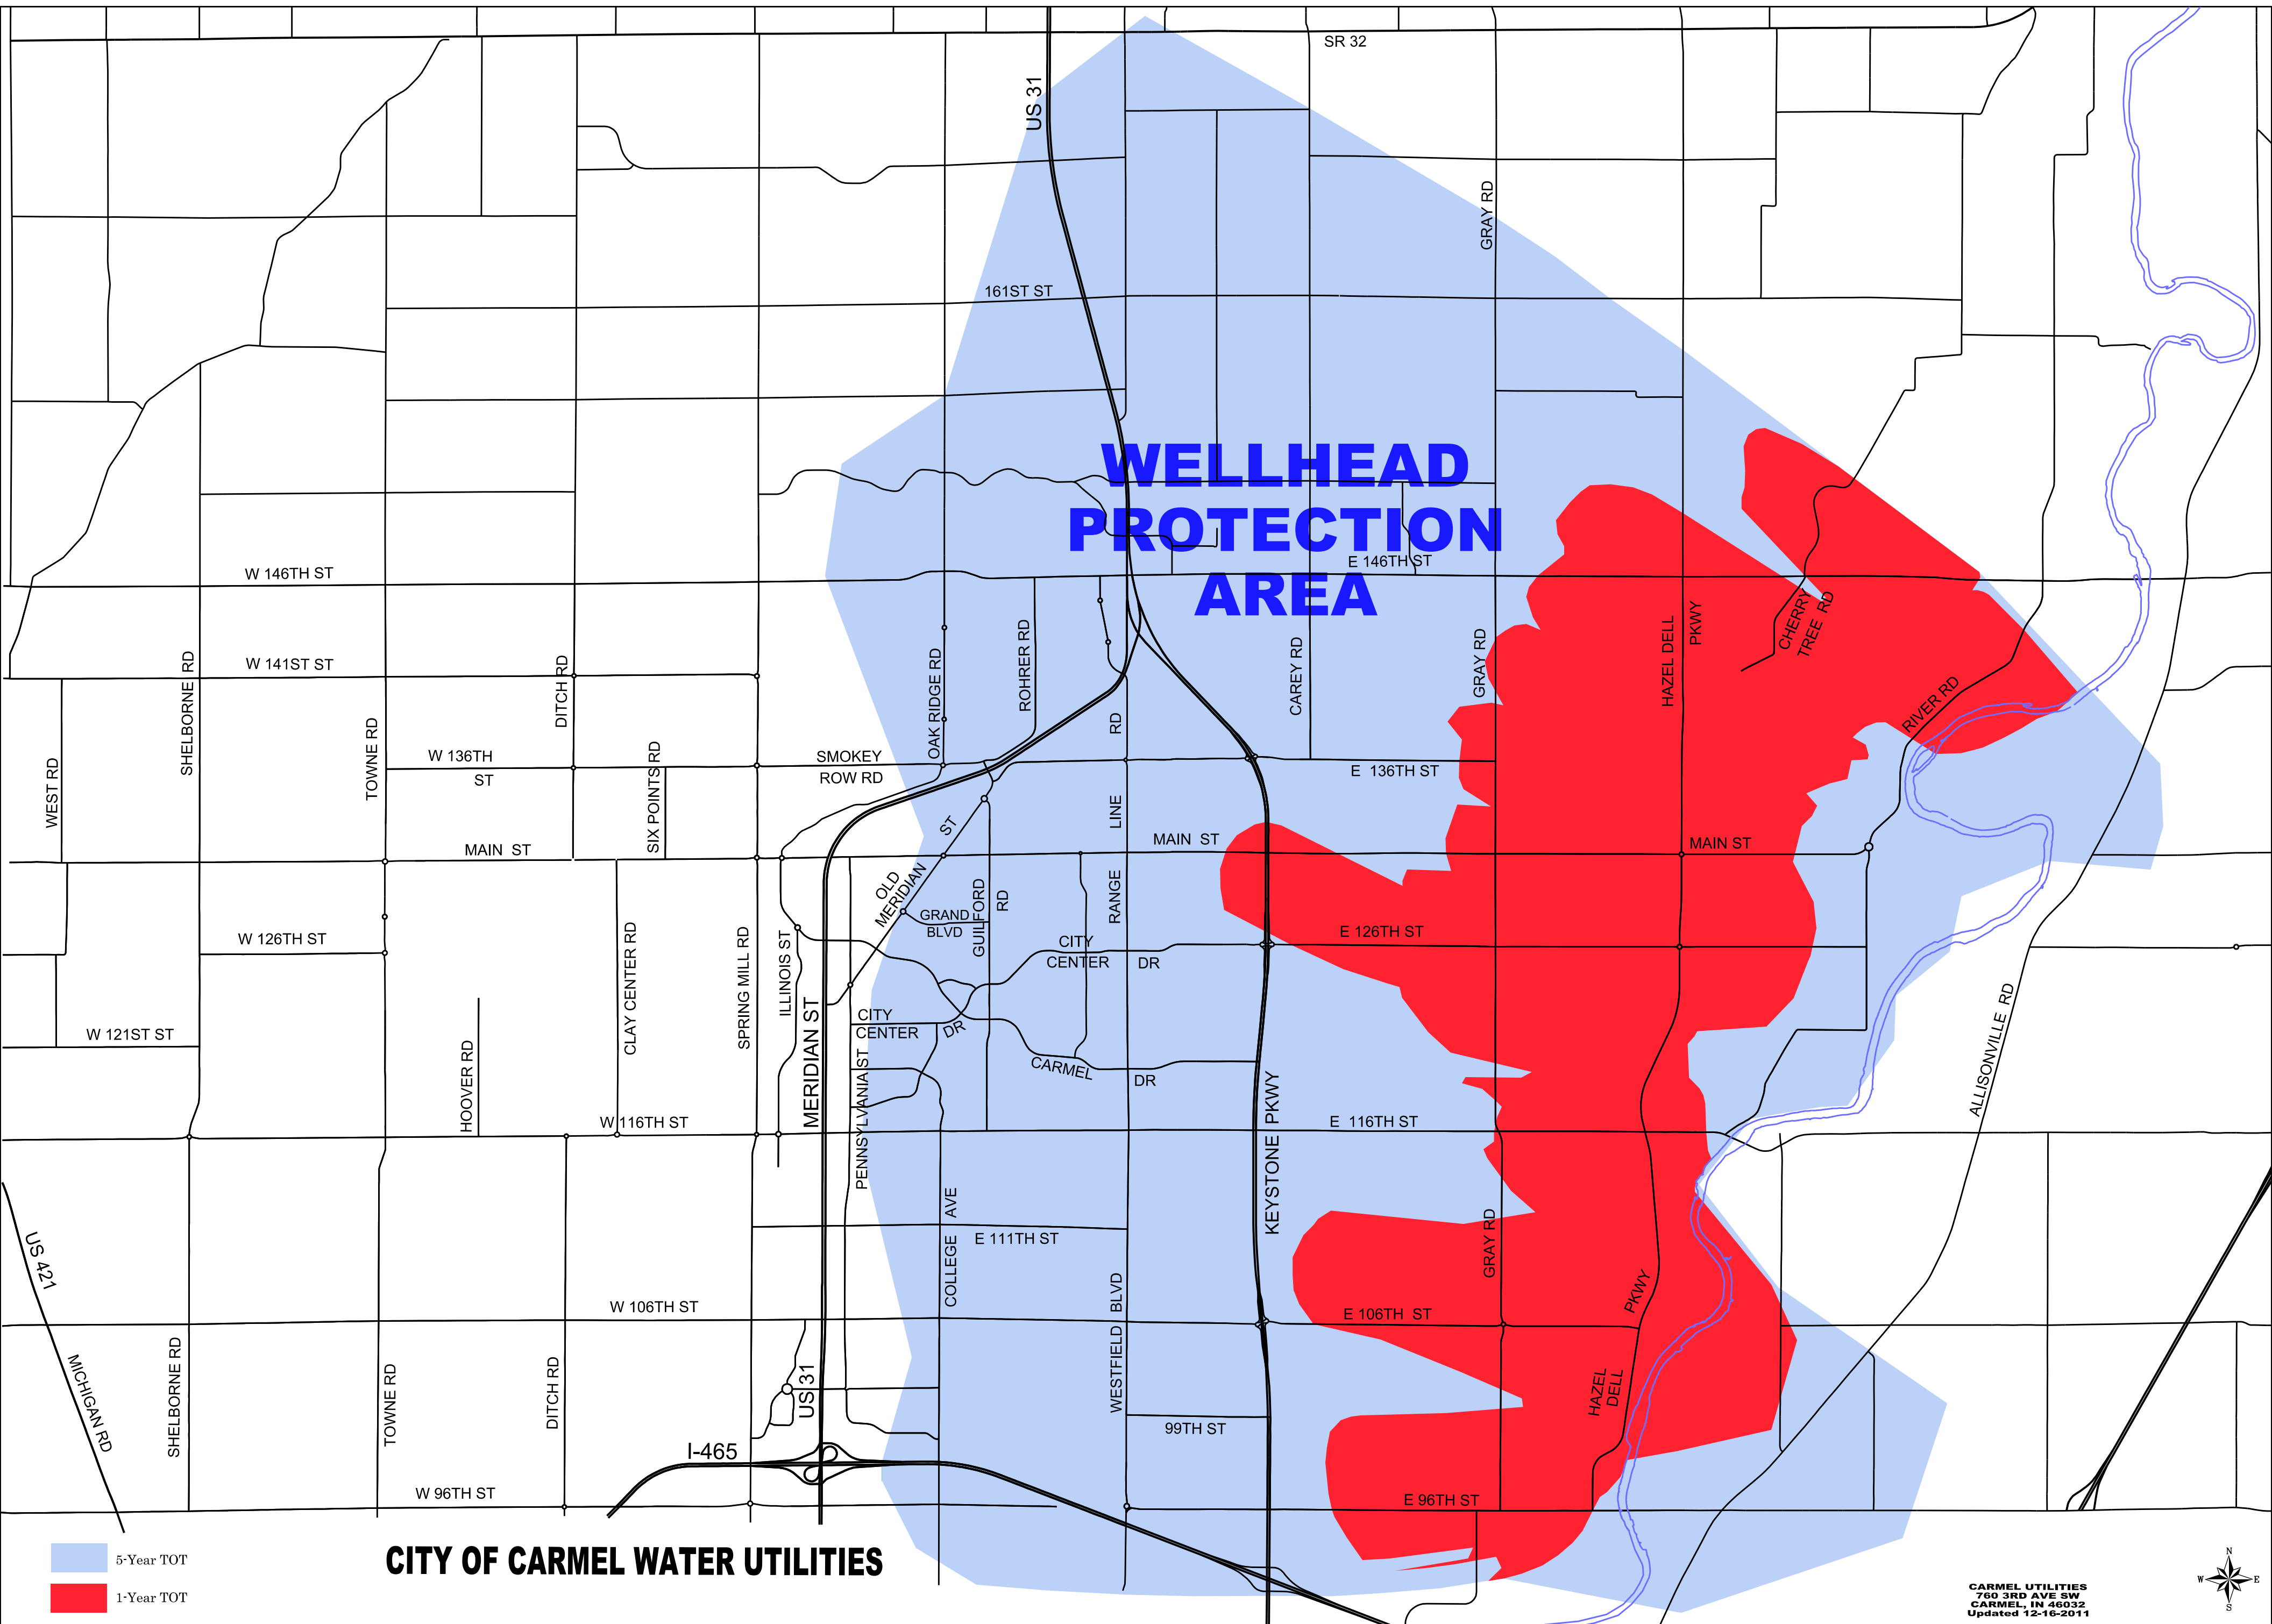 SR 32
US 31
GRAY RD
161ST ST
WELLHEAD
PROTECTION
AREA
W 146TH ST
E 146TH ST
CHERRY
TREE RD
HAZEL DELL
PKWY
SHELBORNE RD
W 141ST ST
DITCH RD
OAK RIDGE RD
ROHRER RD
CAREY RD
GRAY RD
RIVER RD
WEST RD
TOWNE RD
W 136TH
ST
SIX POINTS RD
SMOKEY
ROW RD
RD
LINE
RANGE
E 136TH ST
MAIN ST
ST
OLD
MERIDIAN
MAIN ST
MAIN ST
GUILFORD
RD
GRAND
BLVD
W 126TH ST
CLAY CENTER RD
SPRING MILL RD
ILLINOIS ST
CITY
CENTER DR
E 126TH ST
W 121ST ST
HOOVER RD
MERIDIAN ST
CITY
CENTER
DR
PENNSYLVANIA ST
CARMEL
DR
KEYSTONE PKWY
ALLISONVILLE RD
W 116TH ST
E 116TH ST
US 421
COLLEGE AVE
E 111TH ST
GRAY RD
W 106TH ST
WESTFIELD BLVD
E 106TH ST
PKWY
MICHIGAN RD
SHELBORNE RD
TOWNE RD
DITCH RD
US 31
HAZEL
DELL
99TH ST
I-465
W 96TH ST
E 96TH ST
5-Year TOT
1-Year TOT
CITY OF CARMEL WATER UTILITIES
CARMEL UTILITIES
760 3RD AVE SW
CARMEL, IN 46032
Updated 12-16-2011
N
W E
S